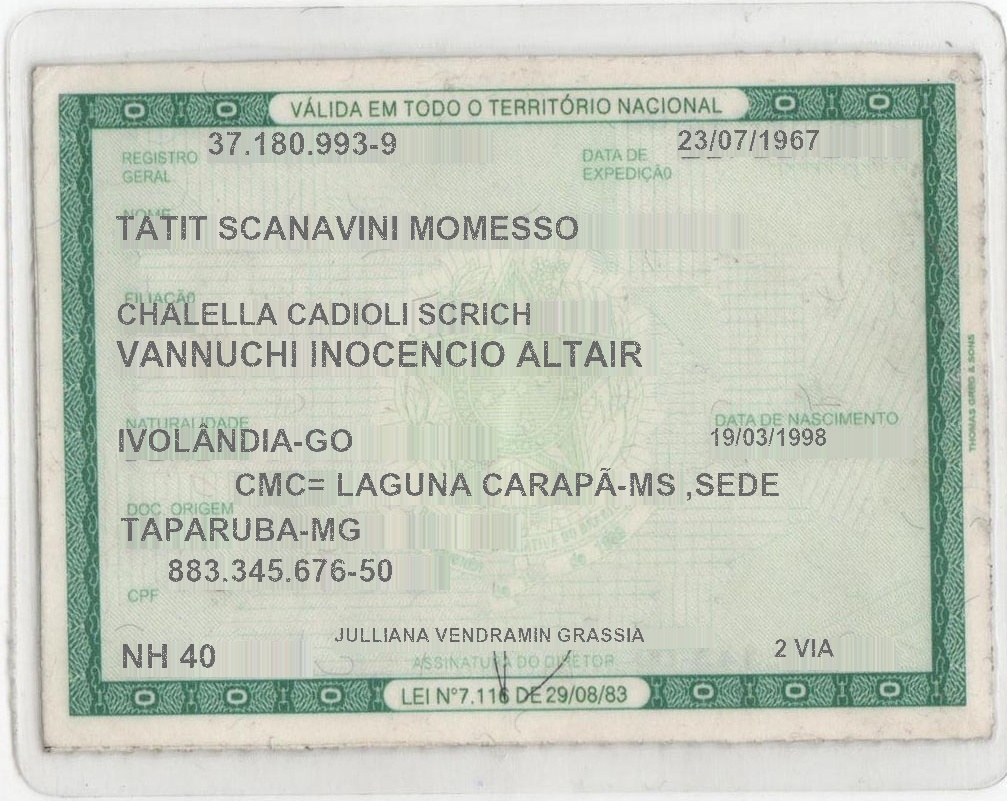 VÁLIDA EM TODO O TERRITÓRIO NACIONAL
REGISTRO GERAL 37.180.993-9 DATA DE EXPEDIÇÃO 23/07/1967
NOME
TATIT SCANAVINI MOMESSO
FILIAÇÃO
CHALELLA CADIOLI SCRICH
VANNUCHI INOCENCIO ALTAIR
NATURALIDADE DATA DE NASCIMENTO
IVOLÂNDIA-GO 19/03/1998
CMC= LAGUNA CARAPÃ-MS ,SEDE
DOC. ORIGEM
TAPARUBA-MG
883.345.676-50
CPF
JULLIANA VENDRAMIN GRASSIA
NH 40 2 VIA
ASSINATURA DO DIRETOR
LEI N°7.116 DE 29/08/83
THOMAS GREG & SONS